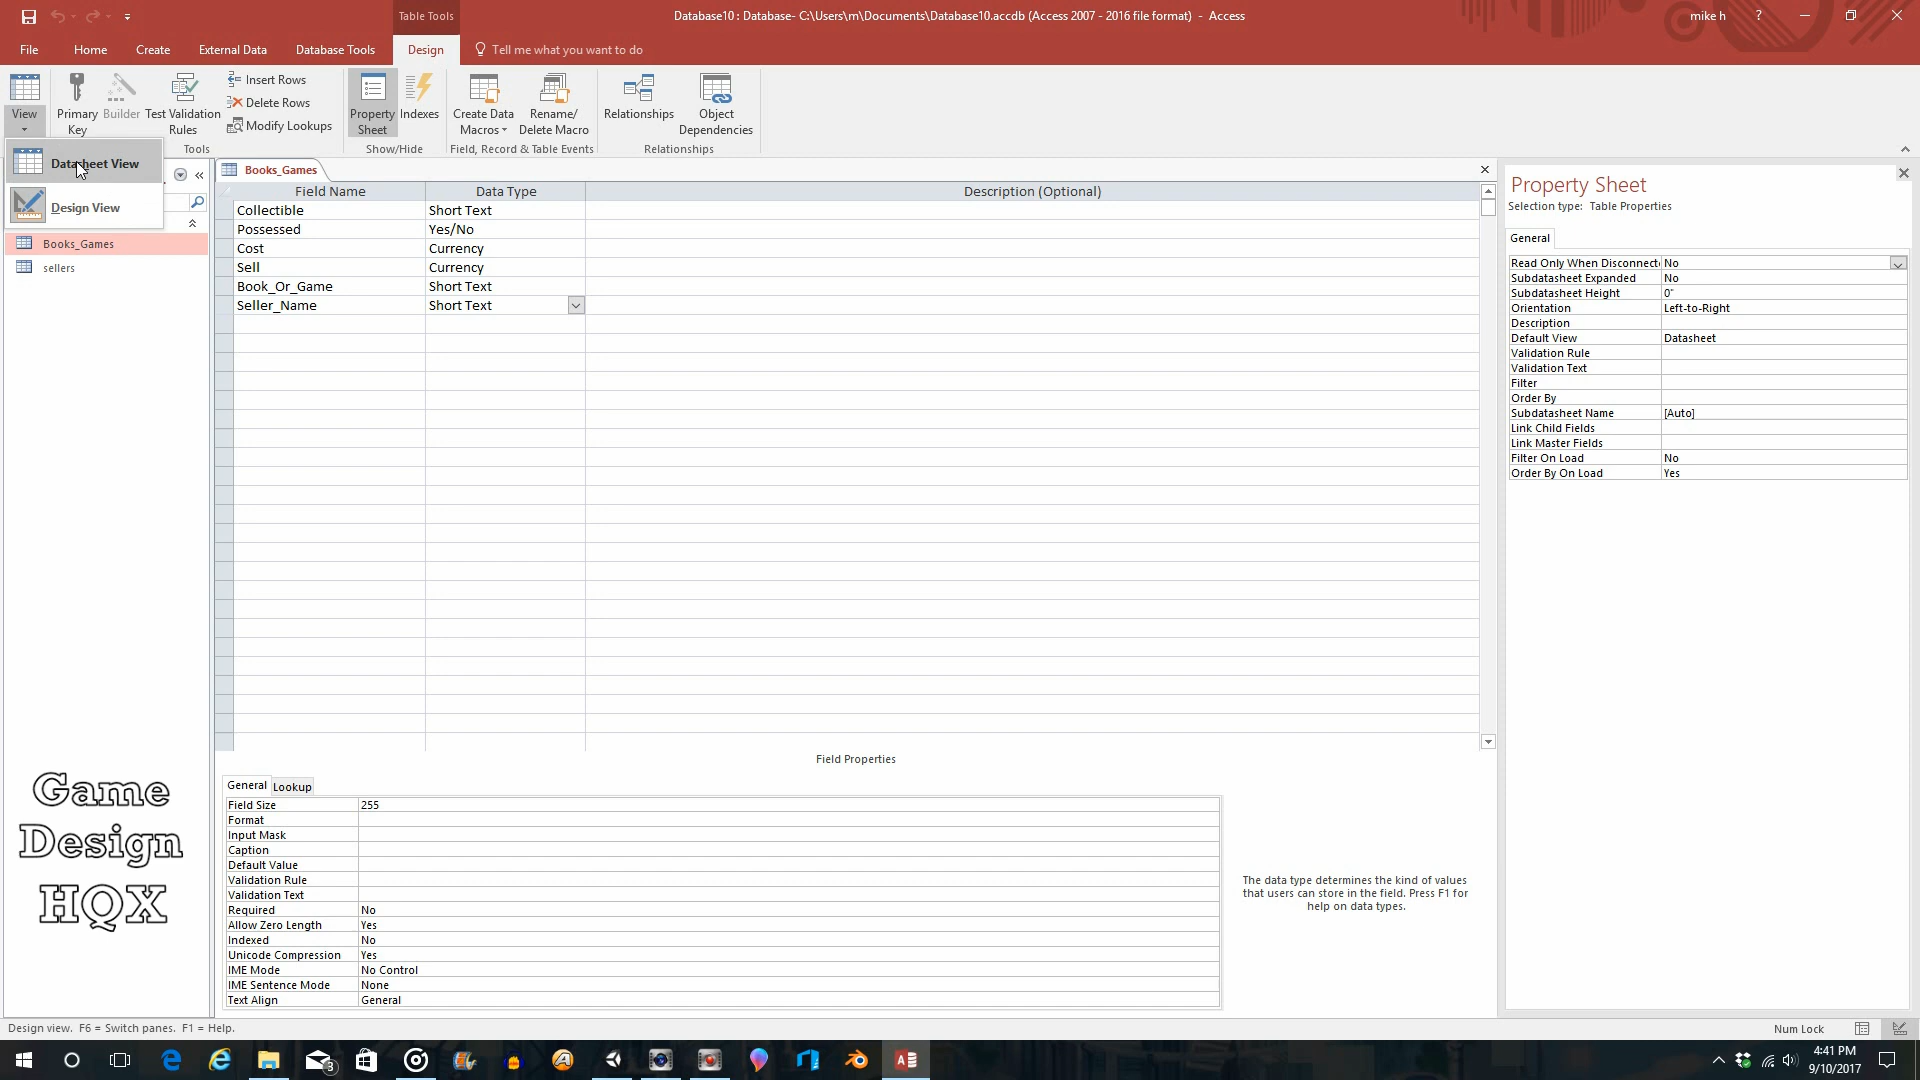 Table Tools
Database10 : Database- C:\Users\m\Documents\Database10.accdb (Access 2007 - 2016 file format)  -  Access
mike h
?
File
Home
Create
External Data
Database Tools
Design
Tell me what you want to do
View
Primary Key
Builder
Test Validation Rules
Insert Rows
Delete Rows
Modify Lookups
Property Sheet
Indexes
Create Data Macros
Rename/ Delete Macro
Relationships
Object Dependencies
Tools
Show/Hide
Field, Record & Table Events
Relationships
Datasheet View
Design View
Books_Games
sellers
Books_Games
Field Name
Data Type
Description (Optional)
Collectible
Short Text
Possessed
Yes/No
Cost
Currency
Sell
Currency
Book_Or_Game
Short Text
Seller_Name
Short Text
Property Sheet
Selection type: Table Properties
General
Read Only When Disconnect
No
Subdatasheet Expanded
No
Subdatasheet Height
0"
Orientation
Left-to-Right
Description
Default View
Datasheet
Validation Rule
Validation Text
Filter
Order By
Subdatasheet Name
[Auto]
Link Child Fields
Link Master Fields
Filter On Load
No
Order By On Load
Yes
Field Properties
General
Lookup
Field Size
255
Format
Input Mask
Caption
Default Value
Validation Rule
Validation Text
Required
No
Allow Zero Length
Yes
Indexed
No
Unicode Compression
Yes
IME Mode
No Control
IME Sentence Mode
None
Text Align
General
The data type determines the kind of values
that users can store in the field. Press F1 for
help on data types.
Game
Design
HQX
Design view.  F6 = Switch panes.  F1 = Help.
Num Lock
3
4:41 PM
9/10/2017